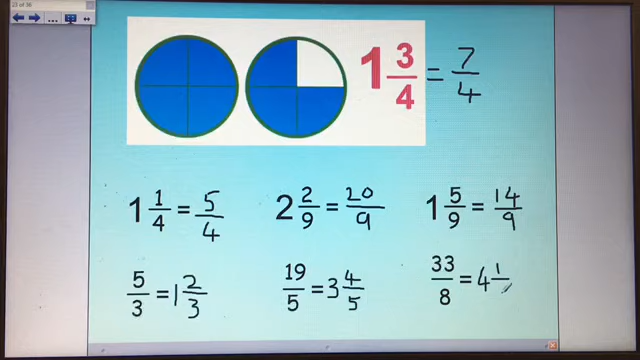 23 of 36
1 3/4 = 7/4
1 1/4 = 5/4
2 2/9 = 20/9
1 5/9 = 14/9
5/3 = 1 2/3
19/5 = 3 4/5
33/8 = 4 1/